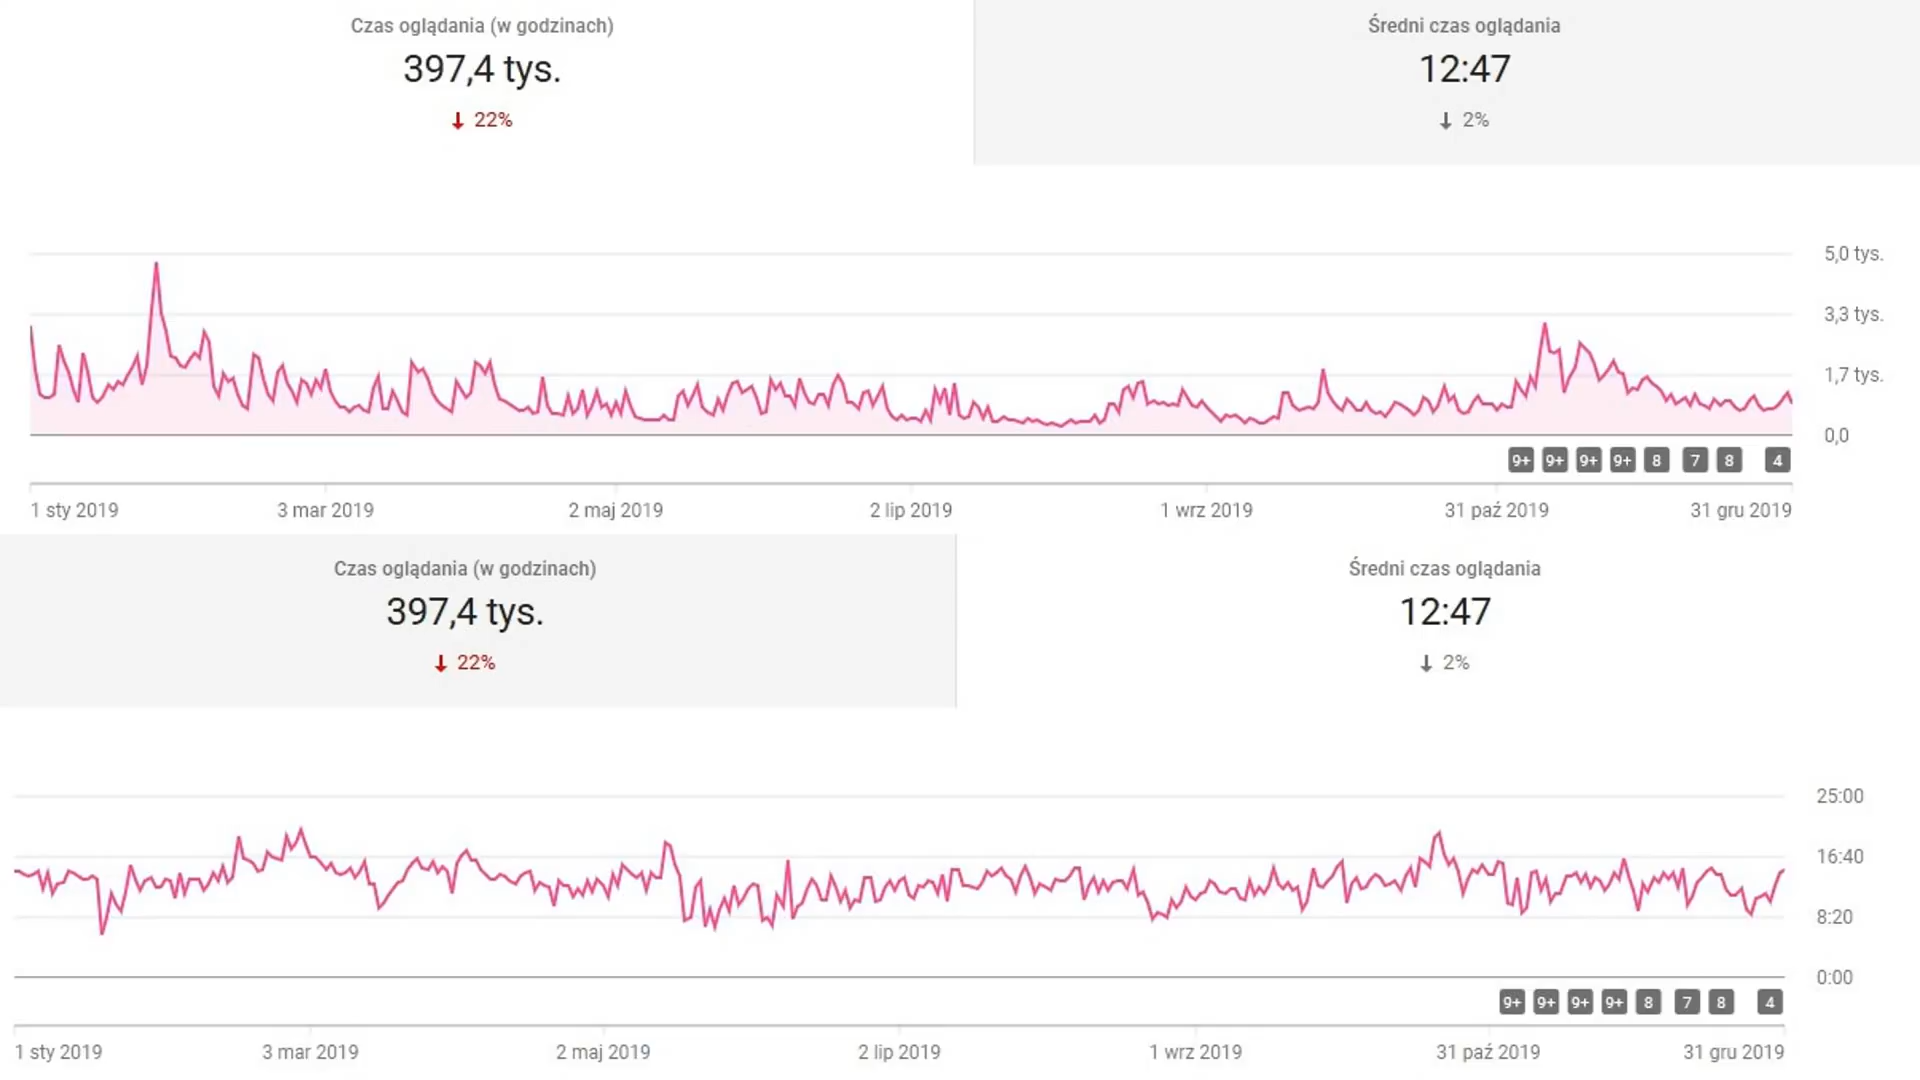 Czas oglądania (w godzinach)
397,4 tys.
↓ 22%
Średni czas oglądania
12:47
↓ 2%
5,0 tys.
3,3 tys.
1,7 tys.
0,0
9+ 9+ 9+ 9+ 8 7 8 4
1 sty 2019 3 mar 2019 2 maj 2019 2 lip 2019 1 wrz 2019 31 paź 2019 31 gru 2019
Czas oglądania (w godzinach)
397,4 tys.
↓ 22%
Średni czas oglądania
12:47
↓ 2%
25:00
16:40
8:20
0:00
9+ 9+ 9+ 9+ 8 7 8 4
1 sty 2019 3 mar 2019 2 maj 2019 2 lip 2019 1 wrz 2019 31 paź 2019 31 gru 2019